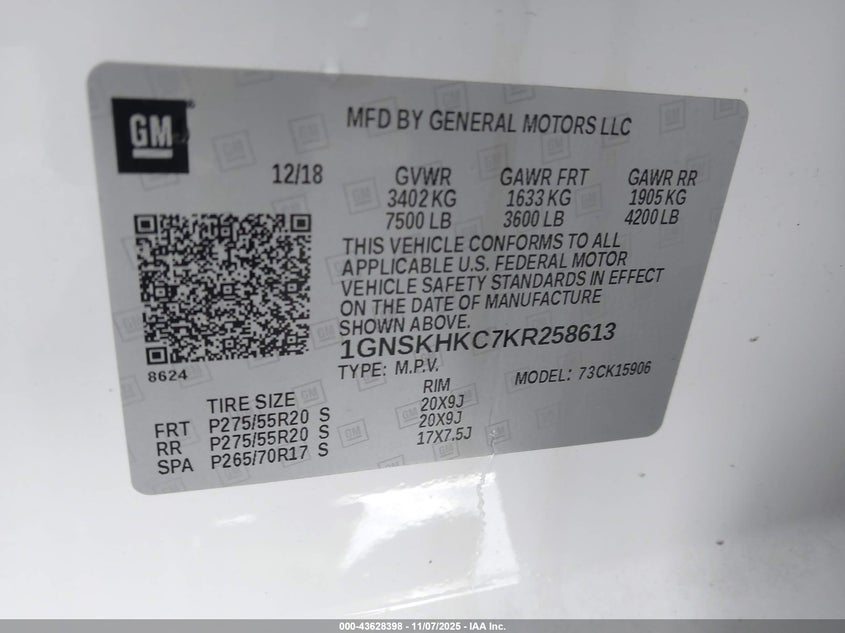 GM
MFD BY GENERAL MOTORS LLC
12/18 GVWR GAWR FRT GAWR RR
3402 KG 1633 KG 1905 KG
7500 LB 3600 LB 4200 LB
THIS VEHICLE CONFORMS TO ALL
APPLICABLE U.S. FEDERAL MOTOR
VEHICLE SAFETY STANDARDS IN EFFECT
ON THE DATE OF MANUFACTURE
SHOWN ABOVE.
1GNSKHKC7KR258613
8624
TYPE: M.P.V. MODEL: 73CK15906
TIRE SIZE RIM
FRT P275/55R20 S 20X9J
RR P275/55R20 S 20X9J
SPA P265/70R17 S 17X7.5J
000-43628398 - 11/07/2025 - IAA Inc.